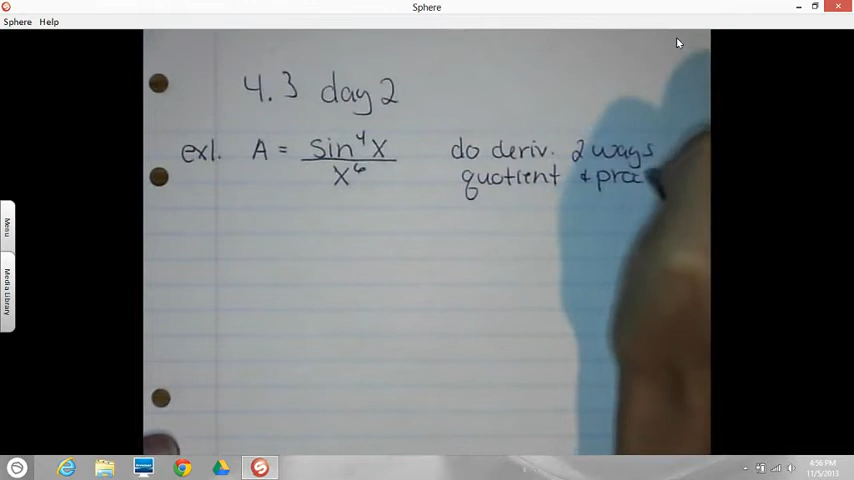 Sphere
Sphere Help
4.3 day 2
ex1. A = sin⁴x / x⁶ do deriv. 2 ways
quotient &
Menu
Media Library
4:56 PM
11/5/2013